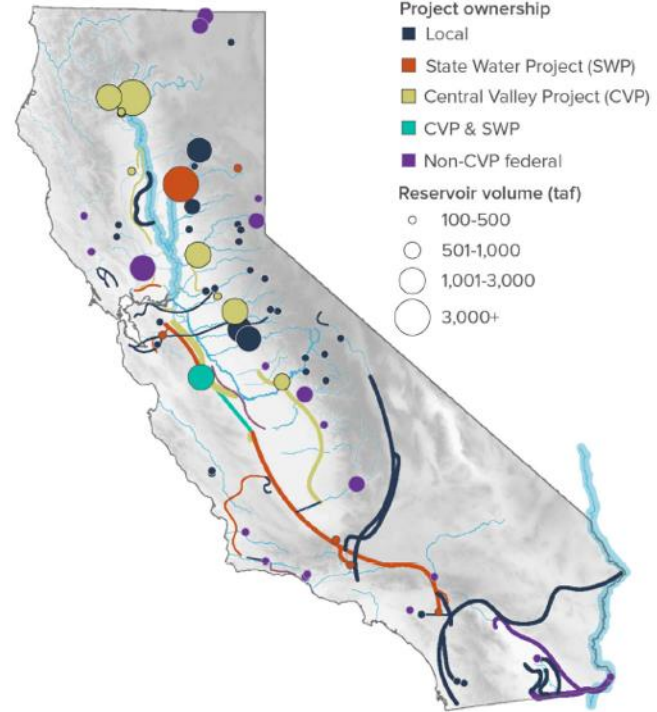 Project ownership
Local
State Water Project (SWP)
Central Valley Project (CVP)
CVP & SWP
Non-CVP federal
Reservoir volume (taf)
100-500
501-1,000
1,001-3,000
3,000+